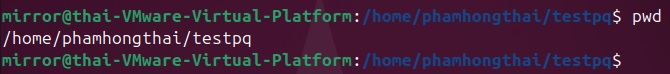 mirror@thai-VMware-Virtual-Platform:/home/phamhongthai/testpq$ pwd
/home/phamhongthai/testpq
mirror@thai-VMware-Virtual-Platform:/home/phamhongthai/testpq$